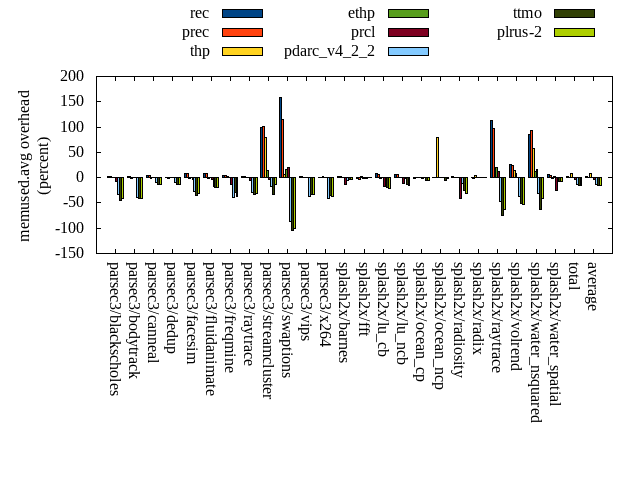 rec ethp ttmo
prec prcl plrus-2
thp pdarc_v4_2_2
memused.avg overhead
(percent)
200
150
100
50
0
-50
-100
-150
parsec3/blackscholes
parsec3/bodytrack
parsec3/canneal
parsec3/dedup
parsec3/facesim
parsec3/fluidanimate
parsec3/freqmine
parsec3/raytrace
parsec3/streamcluster
parsec3/swaptions
parsec3/vips
parsec3/x264
splash2x/barnes
splash2x/fft
splash2x/lu_cb
splash2x/lu_ncb
splash2x/ocean_cp
splash2x/ocean_ncp
splash2x/radiosity
splash2x/radix
splash2x/raytrace
splash2x/volrend
splash2x/water_nsquared
splash2x/water_spatial
total
average